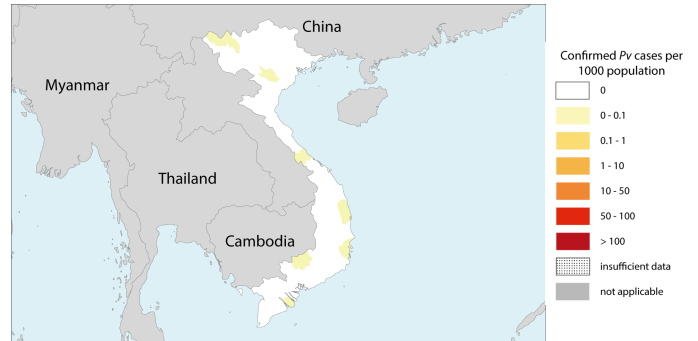 China
Myanmar
Thailand
Cambodia
Confirmed Pv cases per
1000 population
0
0 - 0.1
0.1 - 1
1 - 10
10 - 50
50 - 100
> 100
insufficient data
not applicable